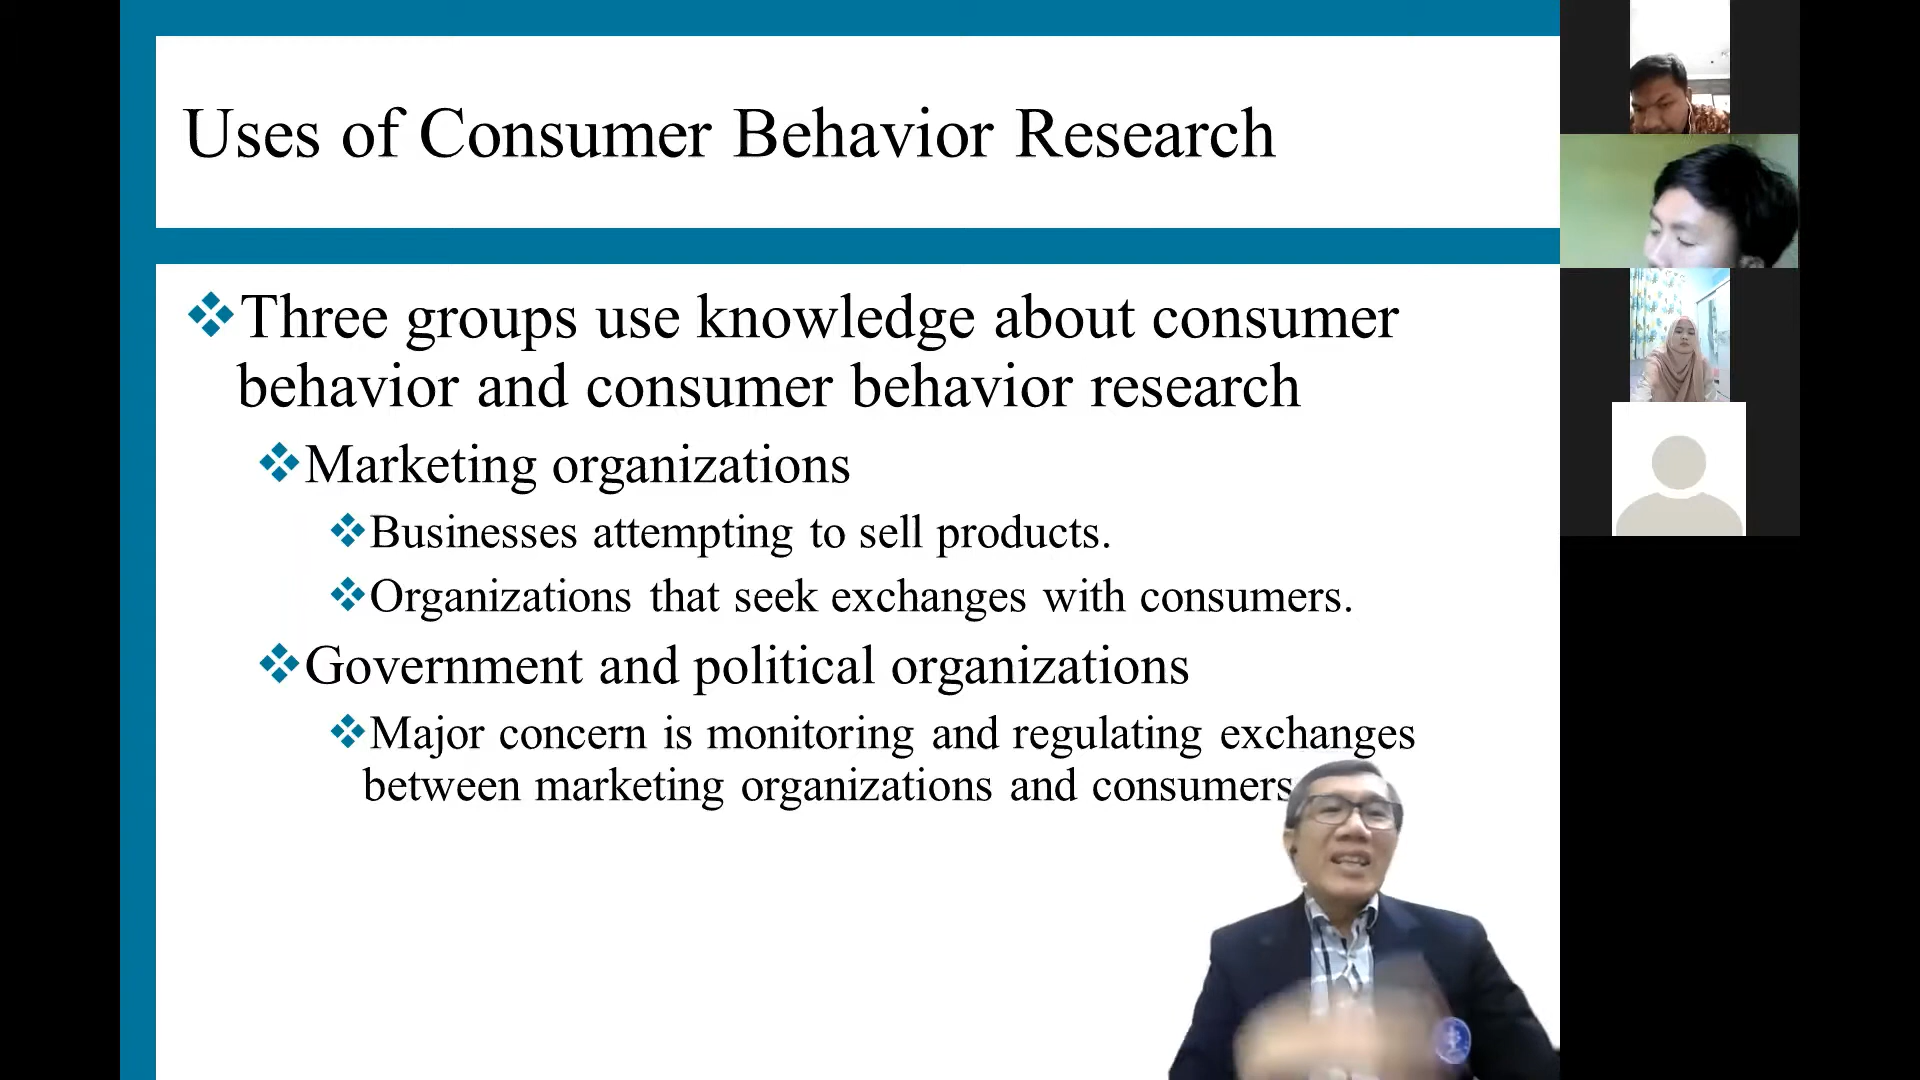 Uses of Consumer Behavior Research
Three groups use knowledge about consumer
behavior and consumer behavior research
Marketing organizations
Businesses attempting to sell products.
Organizations that seek exchanges with consumers.
Government and political organizations
Major concern is monitoring and regulating exchanges
between marketing organizations and consumers